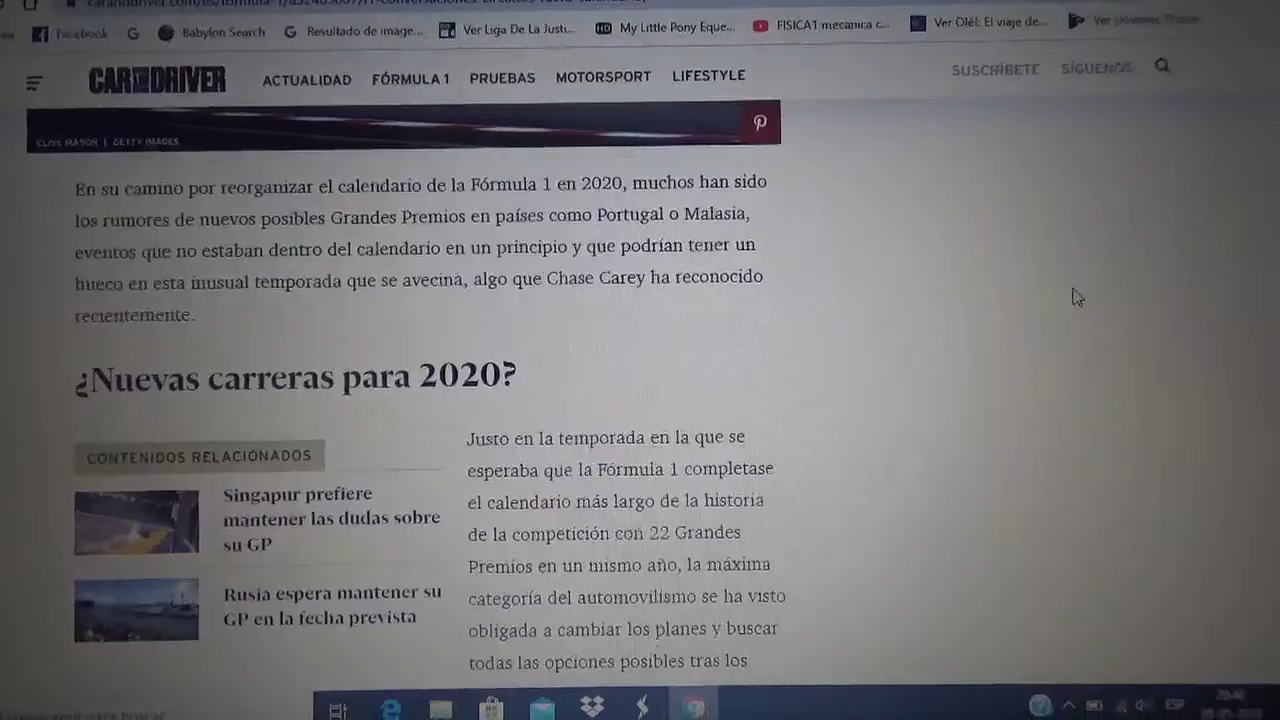 Facebook
Babylon Search
Resultado de image...
Ver Liga De La Justi...
HD
My Little Pony Eque...
FISICA1 mecanica c...
Ver Olé!: El viaje de...
CAR AND DRIVER
ACTUALIDAD
FÓRMULA 1
PRUEBAS
MOTORSPORT
LIFESTYLE
SUSCRÍBETE
SÍGUENOS
CLIVE MASON | GETTY IMAGES
En su camino por reorganizar el calendario de la Fórmula 1 en 2020, muchos han sido
los rumores de nuevos posibles Grandes Premios en países como Portugal o Malasia,
eventos que no estaban dentro del calendario en un principio y que podrían tener un
hueco en esta inusual temporada que se avecina, algo que Chase Carey ha reconocido
recientemente.
¿Nuevas carreras para 2020?
CONTENIDOS RELACIONADOS
Singapur prefiere
mantener las dudas sobre
su GP
Rusia espera mantener su
GP en la fecha prevista
Justo en la temporada en la que se
esperaba que la Fórmula 1 completase
el calendario más largo de la historia
de la competición con 22 Grandes
Premios en un mismo año, la máxima
categoría del automovilismo se ha visto
obligada a cambiar los planes y buscar
todas las opciones posibles tras los
ESP